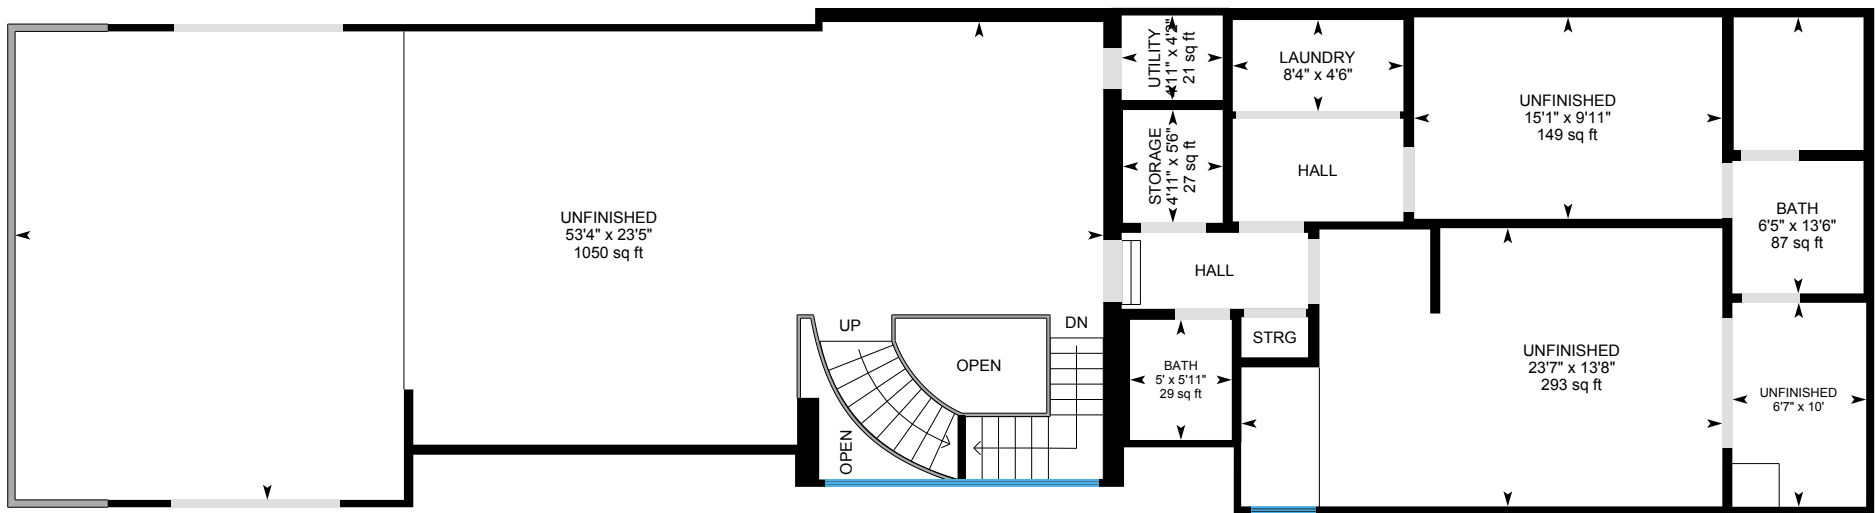 UTILITY
4'11" x 4'2"
21 sq ft
LAUNDRY
8'4" x 4'6"
UNFINISHED
15'1" x 9'11"
149 sq ft
STORAGE
4'11" x 5'6"
27 sq ft
HALL
UNFINISHED
53'4" x 23'5"
1050 sq ft
BATH
6'5" x 13'6"
87 sq ft
HALL
UP
DN
OPEN
STRG
BATH
5' x 5'11"
29 sq ft
UNFINISHED
23'7" x 13'8"
293 sq ft
UNFINISHED
6'7" x 10'
OPEN